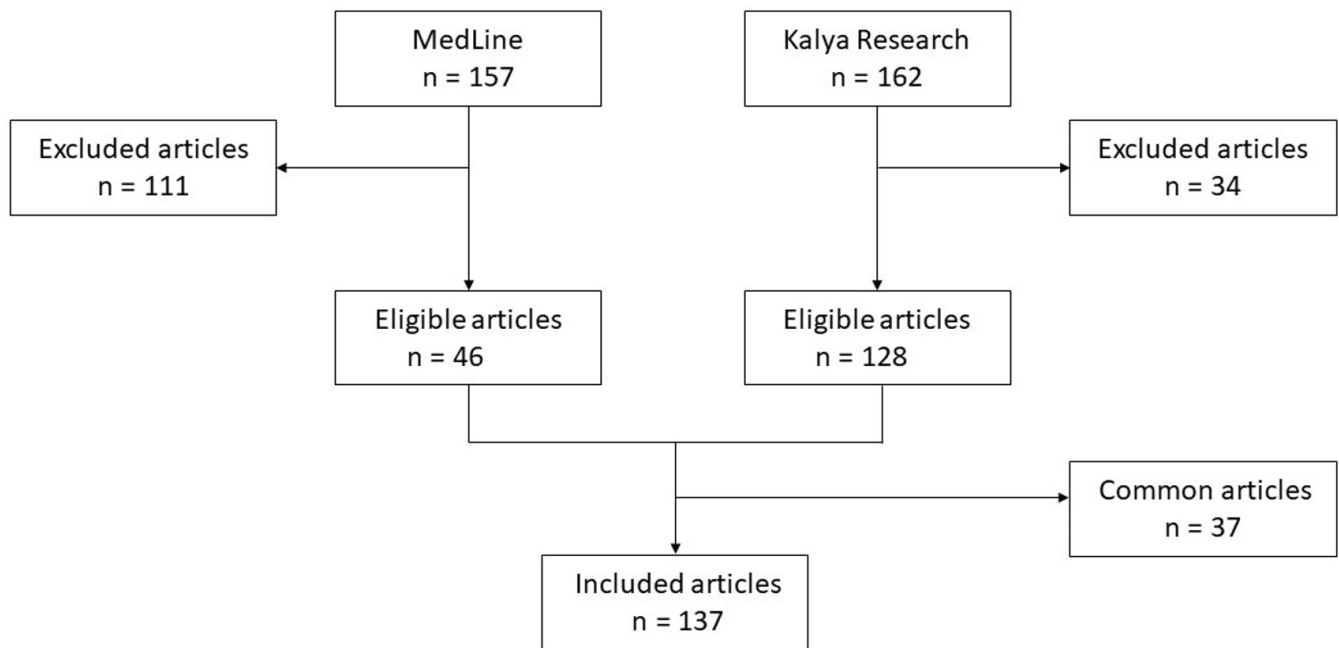 MedLine
n = 157
Kalya Research
n = 162
Excluded articles
n = 111
Excluded articles
n = 34
Eligible articles
n = 46
Eligible articles
n = 128
Common articles
n = 37
Included articles
n = 137